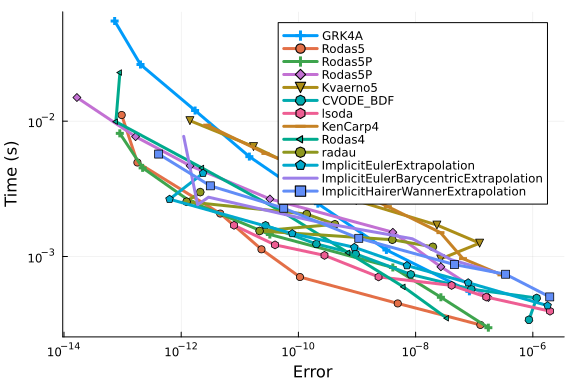 GRK4A
Rodas5
Rodas5P
Rodas5P
Kvaerno5
CVODE_BDF
lsoda
KenCarp4
Rodas4
radau
ImplicitEulerExtrapolation
ImplicitEulerBarycentricExtrapolation
ImplicitHairerWannerExtrapolation
10⁻²
10⁻³
Time (s)
10⁻¹⁴ 10⁻¹² 10⁻¹⁰ 10⁻⁸ 10⁻⁶
Error